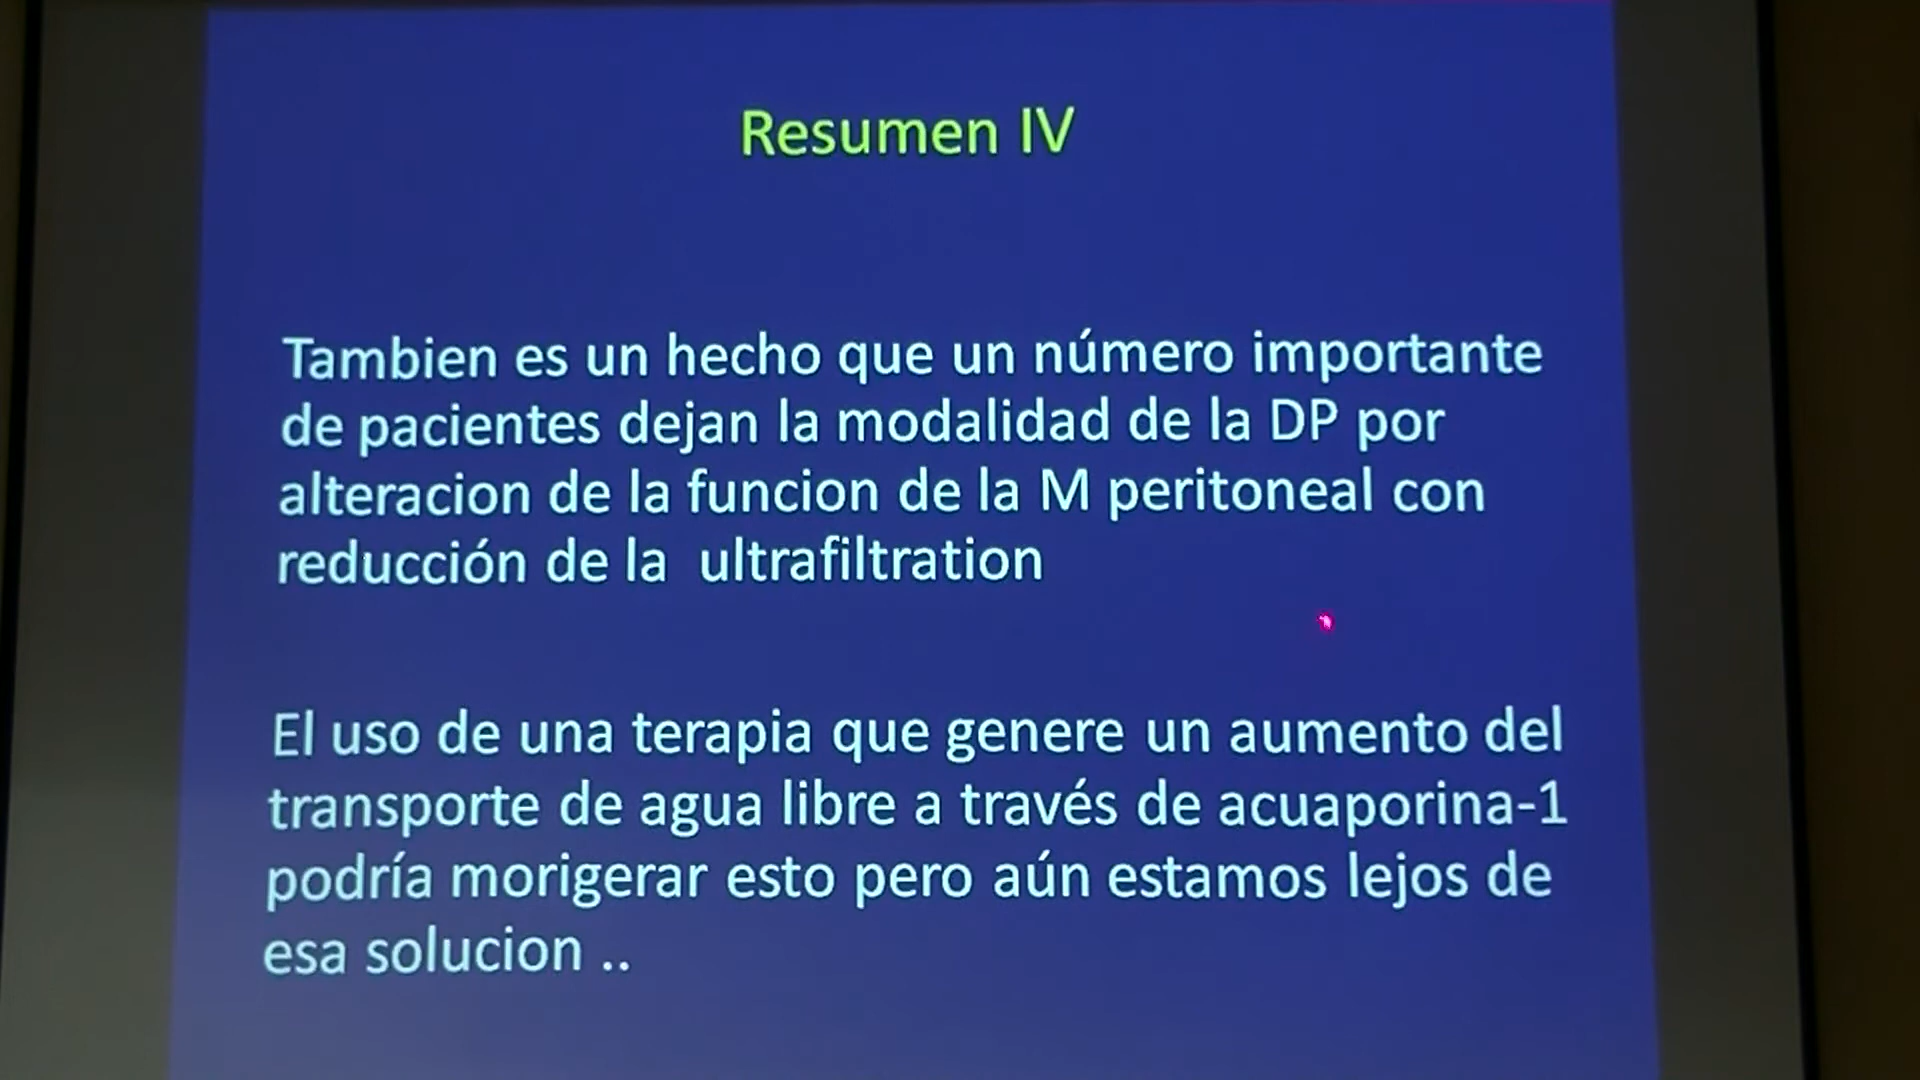 Resumen IV
Tambien es un hecho que un número importante
de pacientes dejan la modalidad de la DP por
alteracion de la funcion de la M peritoneal con
reducción de la ultrafiltration
El uso de una terapia que genere un aumento del
transporte de agua libre a través de acuaporina-1
podría morigerar esto pero aún estamos lejos de
esa solucion ..